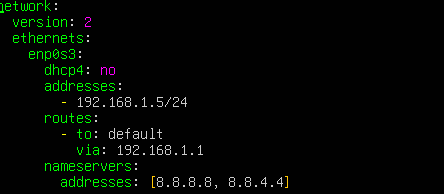 network:
  version: 2
  ethernets:
    enp0s3:
      dhcp4: no
      addresses:
        - 192.168.1.5/24
      routes:
        - to: default
          via: 192.168.1.1
      nameservers:
        addresses: [8.8.8.8, 8.8.4.4]